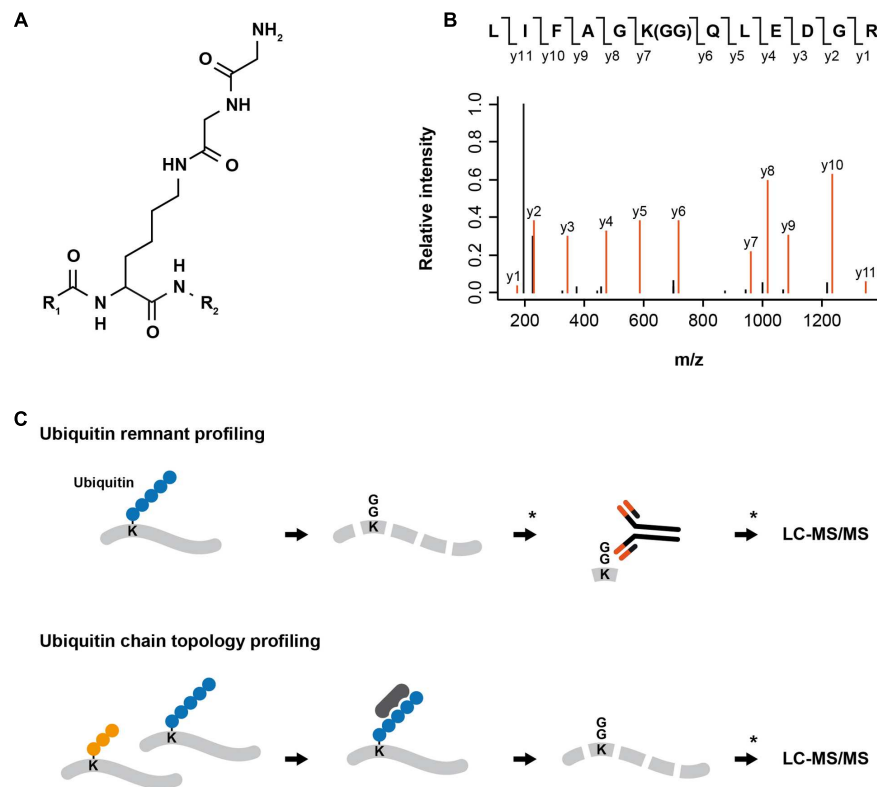 A
NH₂
O
NH
HN
O
O
R₁
N
H
O
H
N
R₂
B
L I F A G K(GG) Q L E D G R
y11 y10 y9 y8 y7 y6 y5 y4 y3 y2 y1
Relative intensity
1.0
0.8
0.6
0.4
0.2
0.0
y1
y2
y3
y4
y5
y6
y7
y8
y9
y10
y11
200 400 600 800 1000 1200
m/z
C
Ubiquitin remnant profiling
Ubiquitin
K
G
G
K
*
G
G
K
*
LC-MS/MS
Ubiquitin chain topology profiling
K
K
K
G
G
K
*
LC-MS/MS